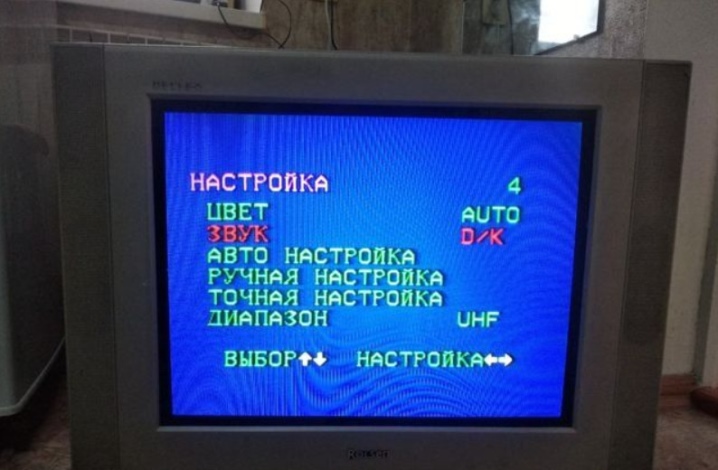 НАСТРОЙКА 4
ЦВЕТ AUTO
ЗВУК D/K
АВТО НАСТРОЙКА
РУЧНАЯ НАСТРОЙКА
ТОЧНАЯ НАСТРОЙКА
ДИАПАЗОН UHF
ВЫБОР↑↓ НАСТРОЙКА←→